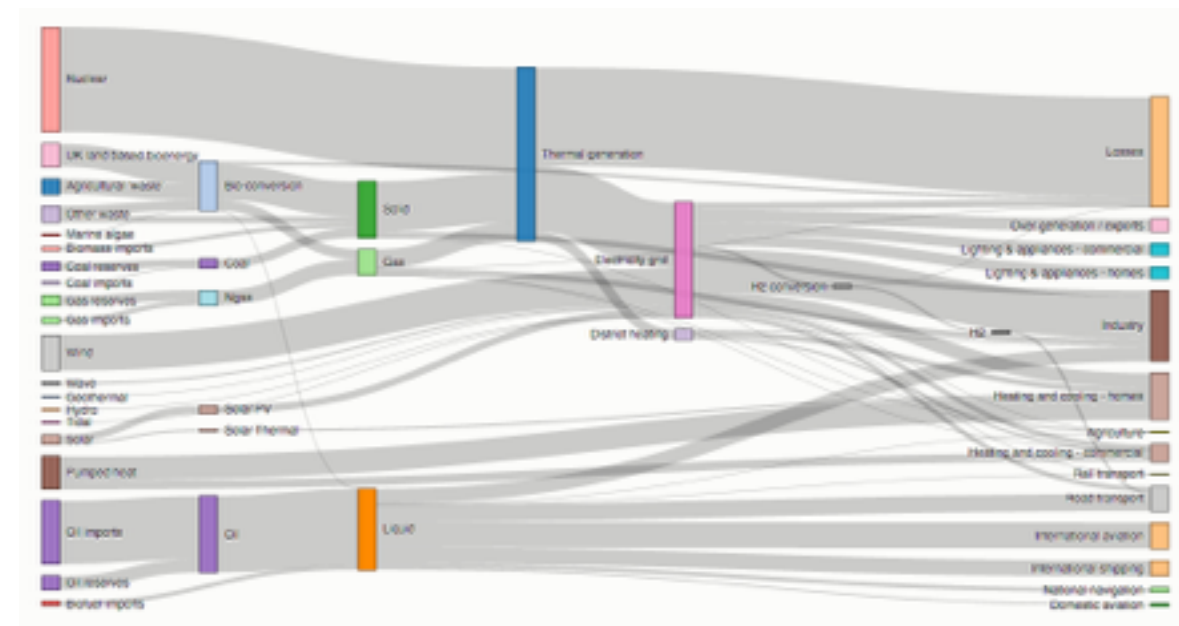 Nuclear
Thermal generation
Losses
UK land based bioenergy
Agricultural waste
Bio-conversion
Solid
Other waste
Over generation / exports
Marine algae
Biomass imports
Lighting & appliances - commercial
Coal reserves
Coal
Gas
Electricity grid
Lighting & appliances - homes
Coal imports
H2 conversion
Gas reserves
Ngas
Gas imports
Industry
District heating
H2
Wind
Wave
Geothermal
Heating and cooling - homes
Hydro
Solar PV
Tidal
Solar Thermal
Agriculture
Solar
Heating and cooling - commercial
Pumped heat
Rail transport
Road transport
Oil imports
Oil
Liquid
International aviation
International shipping
Oil reserves
National navigation
Biofuel imports
Domestic aviation